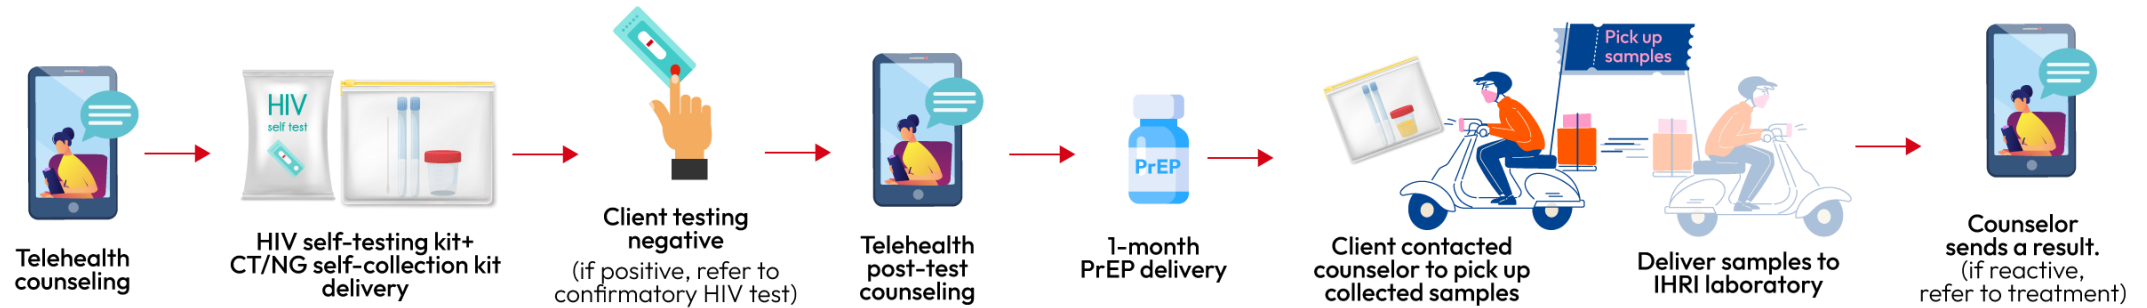 Telehealth
counseling
HIV
self test
HIV self-testing kit+
CT/NG self-collection kit
delivery
Client testing
negative
(if positive, refer to
confirmatory HIV test)
Telehealth
post-test
counseling
PrEP
1-month
PrEP delivery
Client contacted
counselor to pick up
collected samples
Pick up
samples
Deliver samples to
IHRI laboratory
Counselor
sends a result.
(if reactive,
refer to treatment)